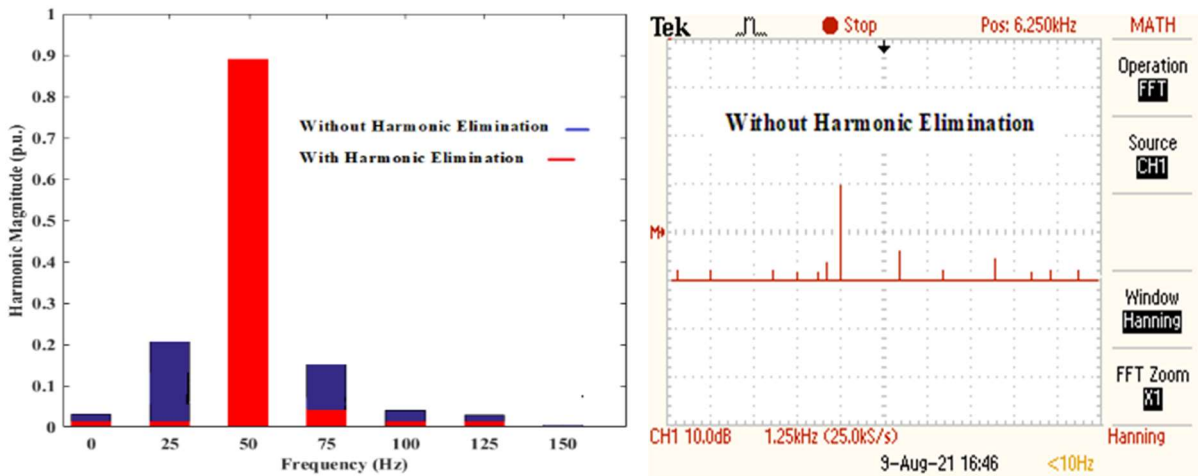 1
0.9
0.8
0.7
0.6
0.5
0.4
0.3
0.2
0.1
0
Harmonic Magnitude (p.u.)
Without Harmonic Elimination
With Harmonic Elimination
0 25 50 75 100 125 150
Frequency (Hz)
Tek Stop Pos: 6.250kHz MATH
Operation
FFT
Without Harmonic Elimination
Source
CH1
M
Window
Hanning
FFT Zoom
X1
CH1 10.0dB 1.25kHz (25.0kS/s) Hanning
9-Aug-21 16:46 <10Hz